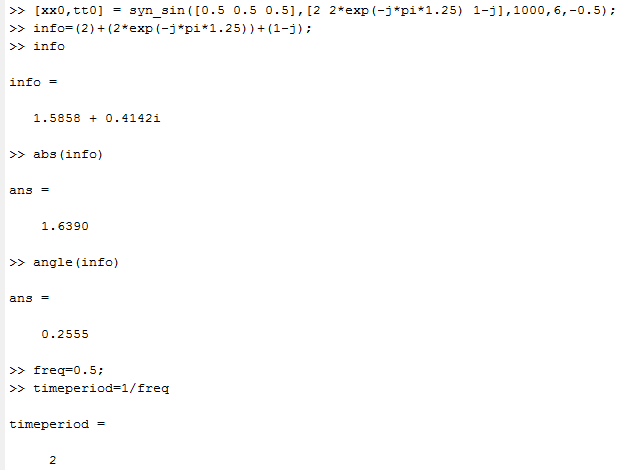 >> [xx0,tt0] = syn_sin([0.5 0.5 0.5],[2 2*exp(-j*pi*1.25) 1-j],1000,6,-0.5);
>> info=(2)+(2*exp(-j*pi*1.25))+(1-j);
>> info
info =
1.5858 + 0.4142i
>> abs(info)
ans =
1.6390
>> angle(info)
ans =
0.2555
>> freq=0.5;
>> timeperiod=1/freq
timeperiod =
2